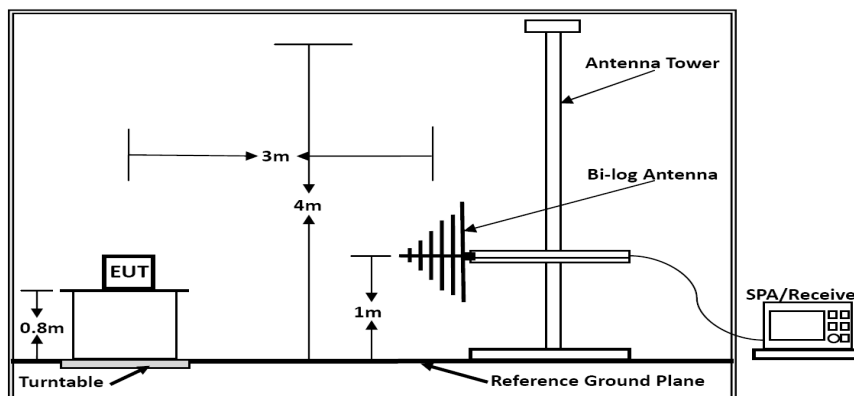 Antenna Tower
3m
Bi-log Antenna
4m
EUT
SPA/Receive
0.8m
1m
Turntable
Reference Ground Plane